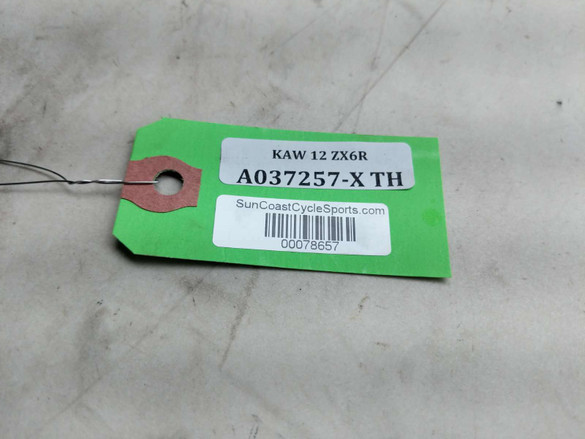 KAW 12 ZX6R
A037257-X TH
SunCoastCycleSports.com
00078657